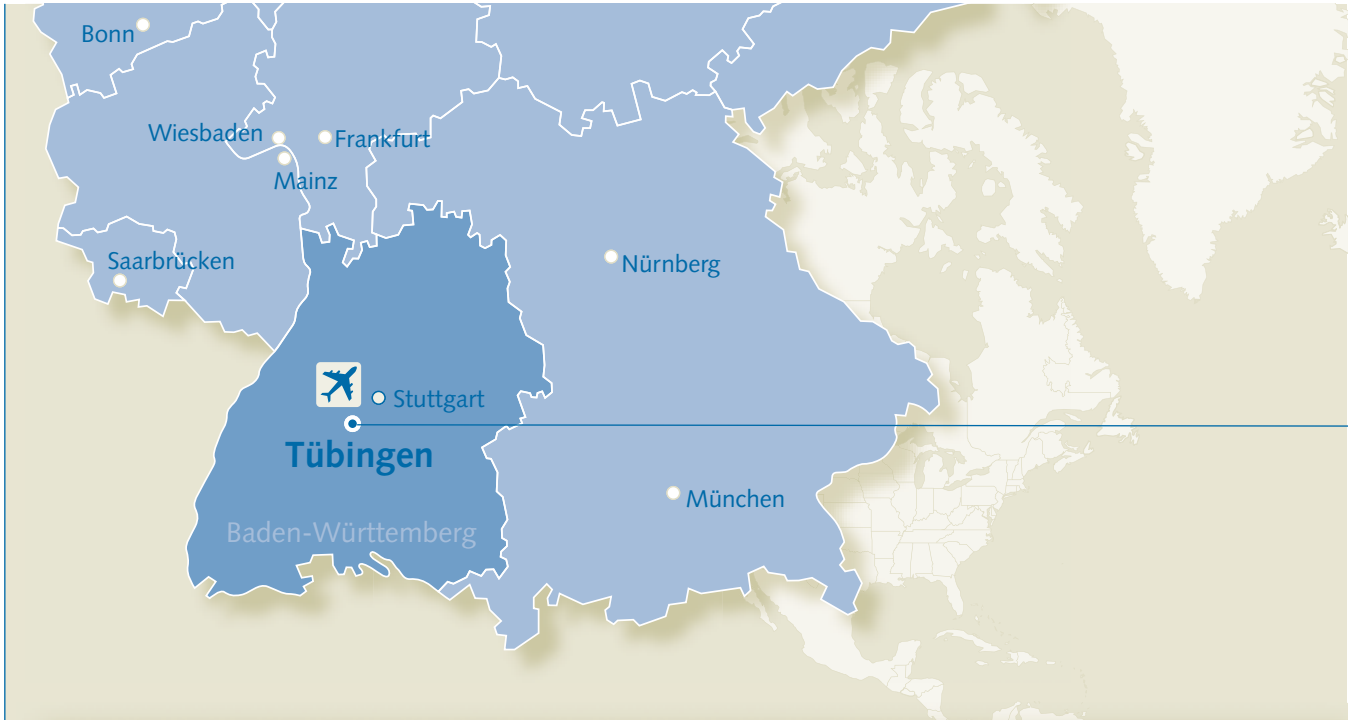 Bonn
Wiesbaden
Frankfurt
Mainz
Saarbrücken
Nürnberg
Stuttgart
Tübingen
München
Baden-Württemberg